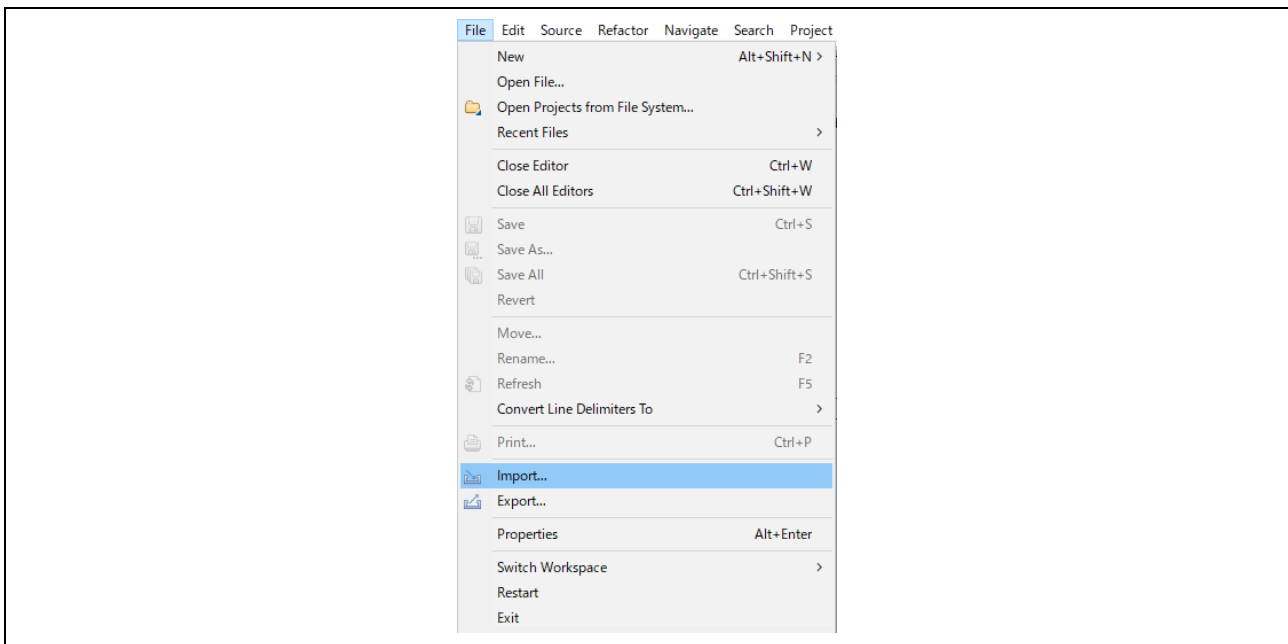 File Edit Source Refactor Navigate Search Project
New Alt+Shift+N >
Open File...
Open Projects from File System...
Recent Files >
Close Editor Ctrl+W
Close All Editors Ctrl+Shift+W
Save Ctrl+S
Save As...
Save All Ctrl+Shift+S
Revert
Move...
Rename... F2
Refresh F5
Convert Line Delimiters To >
Print... Ctrl+P
Import...
Export...
Properties Alt+Enter
Switch Workspace >
Restart
Exit